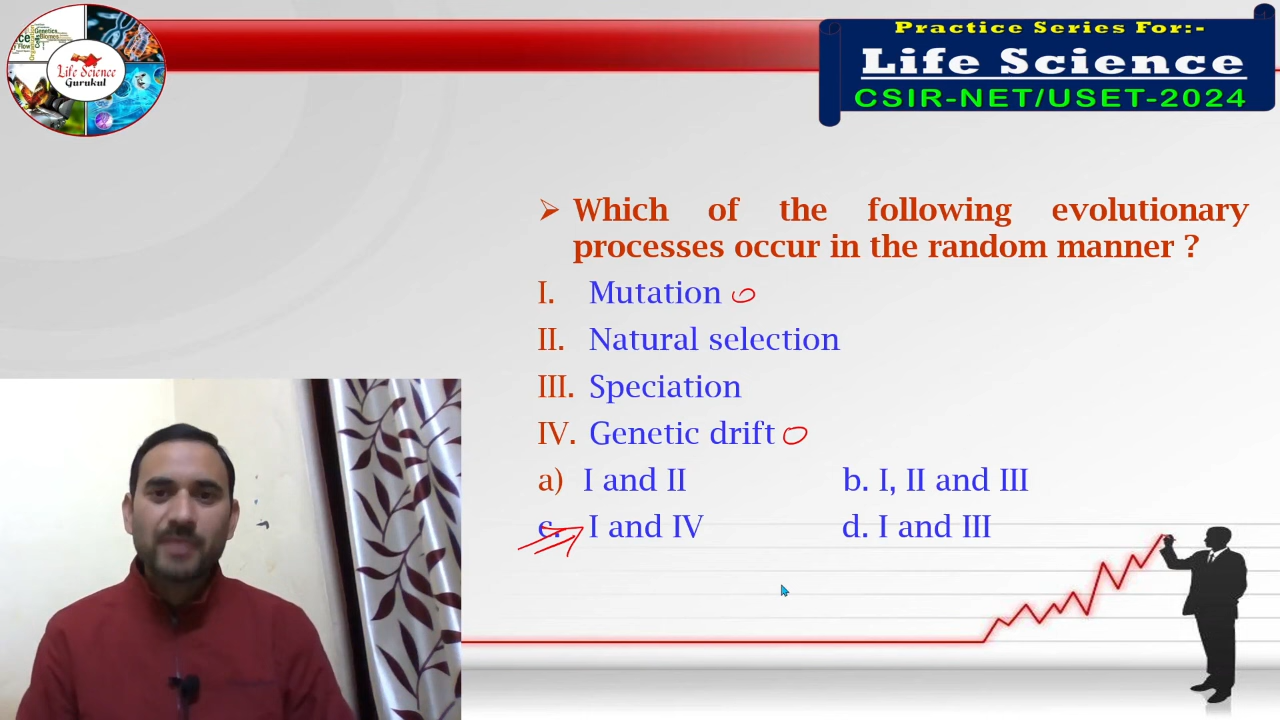 Genetics
Life Science
Gurukul
Practice Series For:-
Life Science
CSIR-NET/USET-2024
➢ Which of the following evolutionary
processes occur in the random manner ?
I. Mutation
II. Natural selection
III. Speciation
IV. Genetic drift
a) I and II b. I, II and III
c. I and IV d. I and III